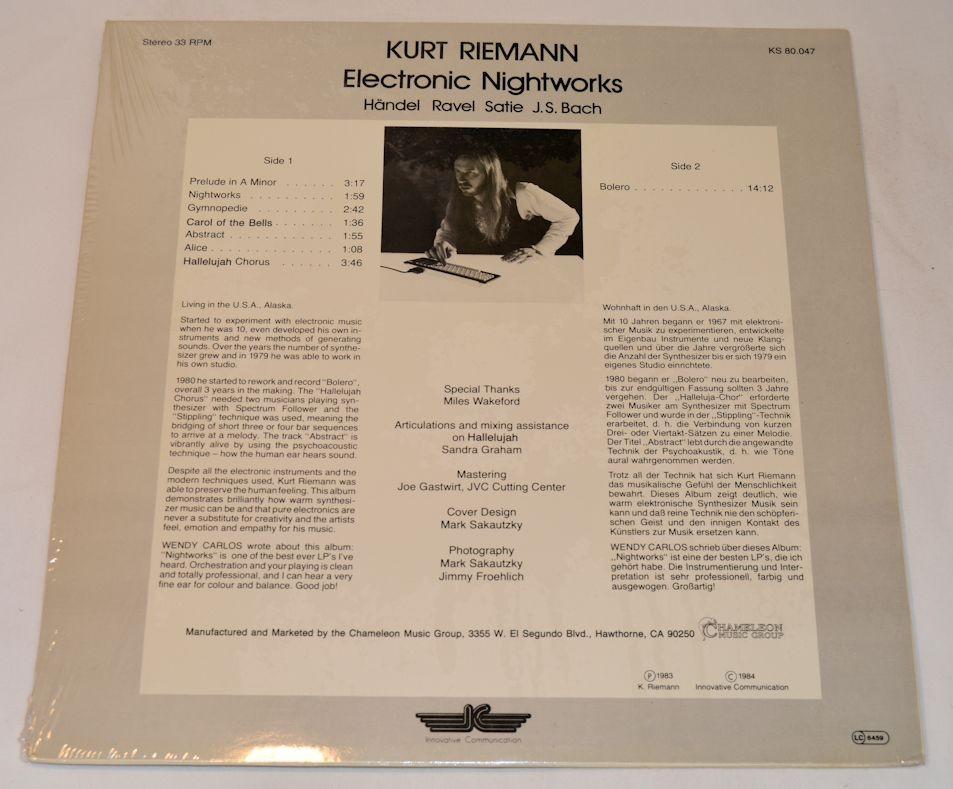 Stereo 33 RPM
KS 80.047
KURT RIEMANN
Electronic Nightworks
Händel Ravel Satie J.S. Bach
Side 1
Prelude in A Minor . . . . . . 3:17
Nightworks . . . . . . . . . . 1:59
Gymnopedie . . . . . . . . . 2:42
Carol of the Bells . . . . . . . 1:36
Abstract . . . . . . . . . . . . 1:55
Alice . . . . . . . . . . . . . . 1:08
Hallelujah Chorus . . . . . . 3:46
Side 2
Bolero . . . . . . . . . . . . . 14:12
Living in the U.S.A., Alaska.
Started to experiment with electronic music
when he was 10, even developed his own in-
struments and new methods of generating
sounds. Over the years the number of synthe-
sizer grew and in 1979 he was able to work in
his own studio.
1980 he started to rework and record "Bolero",
overall 3 years in the making. The "Hallelujah
Chorus" needed two musicians playing syn-
thesizer with Spectrum Follower and the
"Stippling" technique was used, meaning the
bridging of short three or four bar sequences
to arrive at a melody. The track "Abstract" is
vibrantly alive by using the psychoacoustic
technique – how the human ear hears sound.
Despite all the electronic instruments and the
modern techniques used, Kurt Riemann was
able to preserve the human feeling. This album
demonstrates brilliantly how warm synthesi-
zer music can be and that pure electronics are
never a substitute for creativity and the artists
feel, emotion and empathy for his music.
WENDY CARLOS wrote about this album:
"Nightworks" is one of the best ever LP's I've
heard. Orchestration and your playing is clean
and totally professional, and I can hear a very
fine ear for colour and balance. Good job!
Special Thanks
Miles Wakeford
Articulations and mixing assistance
on Hallelujah
Sandra Graham
Mastering
Joe Gastwirt, JVC Cutting Center
Cover Design
Mark Sakautzky
Photography
Mark Sakautzky
Jimmy Froehlich
Wohnhaft in den U.S.A., Alaska.
Mit 10 Jahren begann er 1967 mit elektroni-
scher Musik zu experimentieren, entwickelte
im Eigenbau Instrumente und neue Klang-
quellen und über die Jahre vergrößerte sich
die Anzahl der Synthesizer bis er sich 1979 ein
eigenes Studio einrichtete.
1980 begann er „Bolero" neu zu bearbeiten,
bis zur endgültigen Fassung sollten 3 Jahre
vergehen. Der „Halleluja-Chor" erforderte
zwei Musiker am Synthesizer mit Spectrum
Follower und wurde in der „Stippling"-Technik
erarbeitet, d. h. die Verbindung von kurzen
Drei- oder Viertakt-Sätzen zu einer Melodie.
Der Titel „Abstract" lebt durch die angewandte
Technik der Psychoakustik, d. h. wie Töne
aural wahrgenommen werden.
Trotz all der Technik hat sich Kurt Riemann
das musikalische Gefühl der Menschlichkeit
bewahrt. Dieses Album zeigt deutlich, wie
warm elektronische Synthesizer Musik sein
kann und daß reine Technik nie den schöpferi-
schen Geist und den innigen Kontakt des
Künstlers zur Musik ersetzen kann.
WENDY CARLOS schrieb über dieses Album:
„Nightworks" ist eine der besten LP's, die ich
gehört habe. Die Instrumentierung und Inter-
pretation ist sehr professionell, farbig und
ausgewogen. Großartig!
Manufactured and Marketed by the Chameleon Music Group, 3355 W. El Segundo Blvd., Hawthorne, CA 90250
CHAMELEON
MUSIC GROUP
Ⓟ 1983
K. Riemann
© 1984
Innovative Communication
IC
Innovative Communication
LC 6459